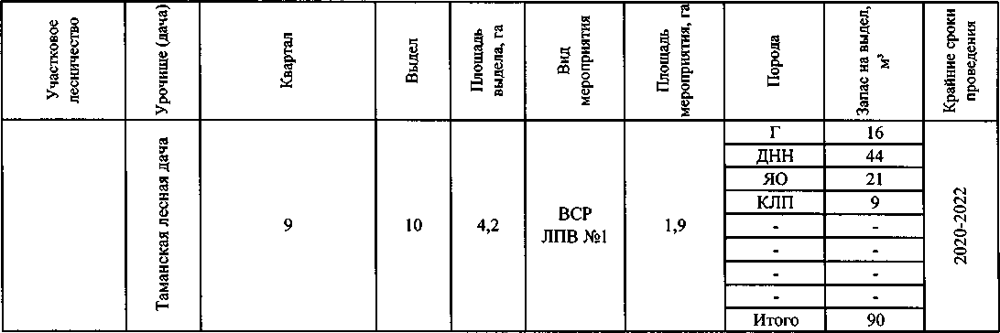 Участковое
лесничество
Урочище (дача)
Квартал
Выдел
Площадь
выдела, га
Вид
мероприятия
Площадь
мероприятия, га
Порода
Запас на выдел,
м³
Крайние сроки
проведения
Таманская лесная дача
9
10
4,2
ВСР
ЛПВ №1
1,9
Г 16
ДНН 44
ЯО 21
КЛП 9
- -
- -
- -
- -
Итого 90
2020-2022